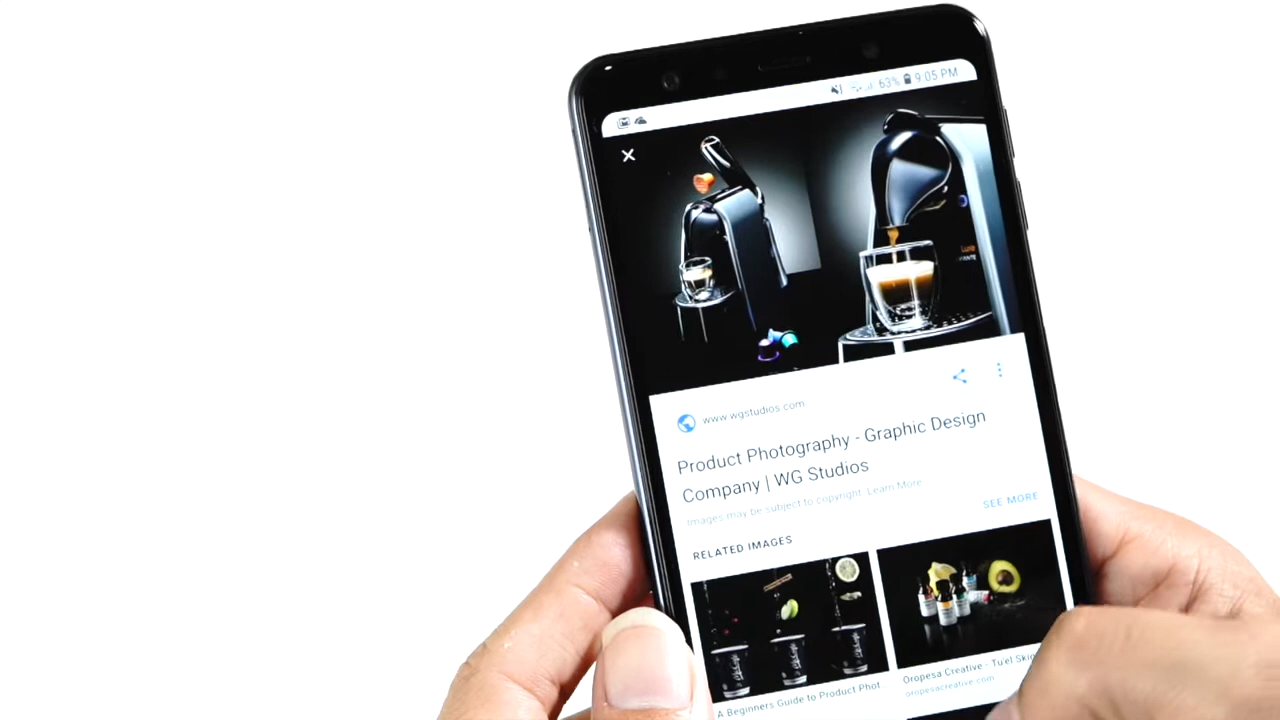 63% 9:05 PM
www.wgstudios.com
Product Photography - Graphic Design
Company | WG Studios
Images may be subject to copyright. Learn More
SEE MORE
RELATED IMAGES
A Beginners Guide to Product Phot...
Oropesa Creative - Tu'el Skin
oropesacreative.com